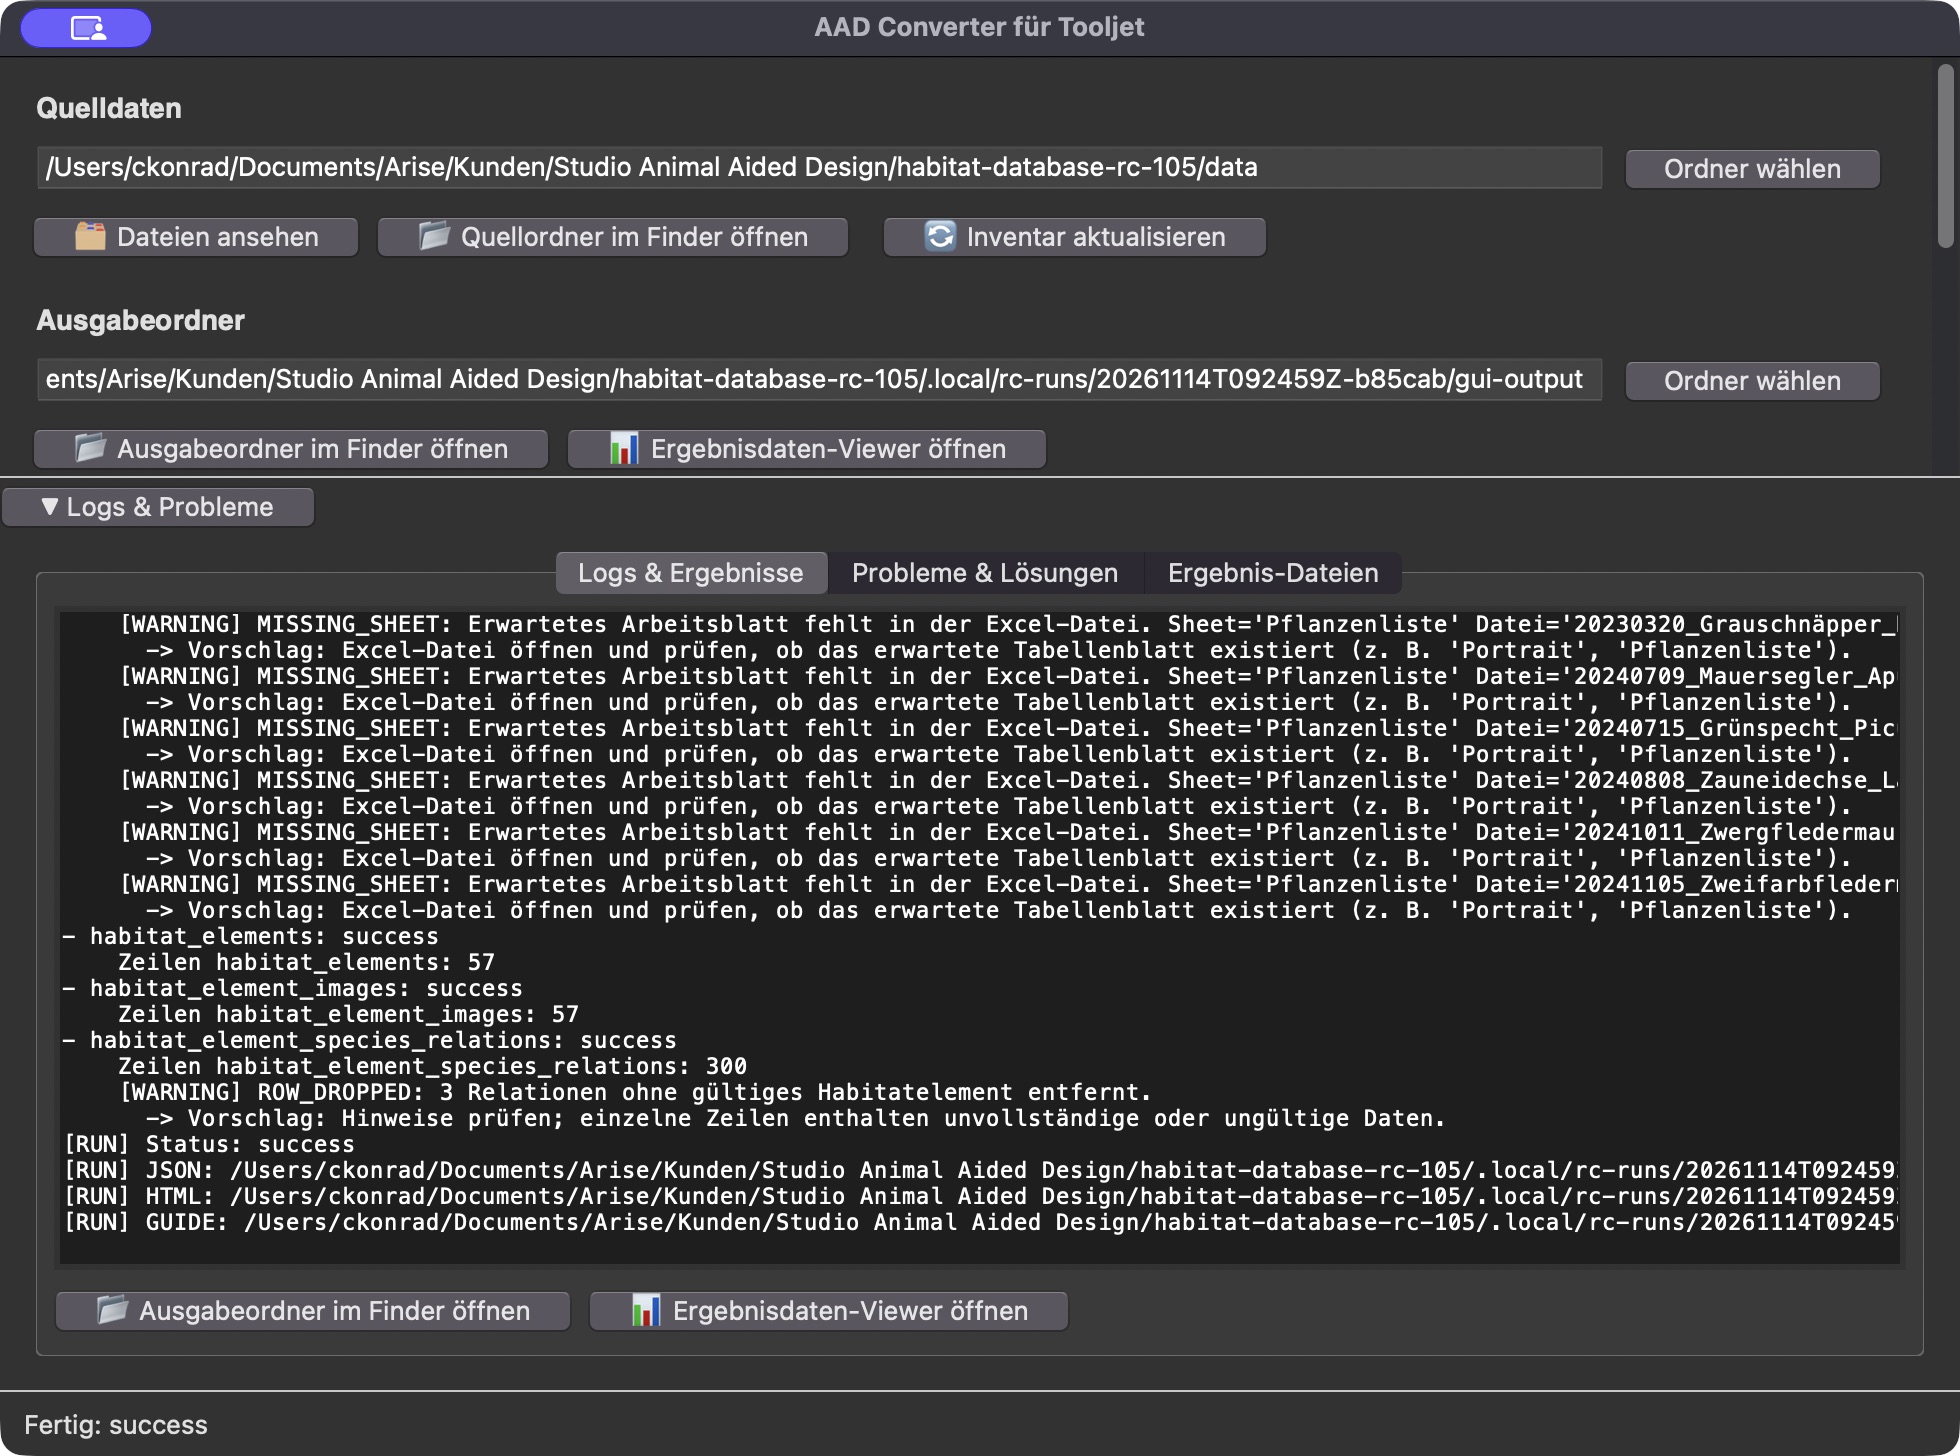 AAD Converter für Tooljet
Quelldaten
/Users/ckonrad/Documents/Arise/Kunden/Studio Animal Aided Design/habitat-database-rc-105/data
Ordner wählen
Dateien ansehen
Quellordner im Finder öffnen
Inventar aktualisieren
Ausgabeordner
ents/Arise/Kunden/Studio Animal Aided Design/habitat-database-rc-105/.local/rc-runs/20261114T092459Z-b85cab/gui-output
Ordner wählen
Ausgabeordner im Finder öffnen
Ergebnisdaten-Viewer öffnen
▼ Logs & Probleme
Logs & Ergebnisse
Probleme & Lösungen
Ergebnis-Dateien
[WARNING] MISSING_SHEET: Erwartetes Arbeitsblatt fehlt in der Excel-Datei. Sheet='Pflanzenliste' Datei='20230320_Grauschnäpper_
-> Vorschlag: Excel-Datei öffnen und prüfen, ob das erwartete Tabellenblatt existiert (z. B. 'Portrait', 'Pflanzenliste').
[WARNING] MISSING_SHEET: Erwartetes Arbeitsblatt fehlt in der Excel-Datei. Sheet='Pflanzenliste' Datei='20240709_Mauersegler_Ap
-> Vorschlag: Excel-Datei öffnen und prüfen, ob das erwartete Tabellenblatt existiert (z. B. 'Portrait', 'Pflanzenliste').
[WARNING] MISSING_SHEET: Erwartetes Arbeitsblatt fehlt in der Excel-Datei. Sheet='Pflanzenliste' Datei='20240715_Grünspecht_Pic
-> Vorschlag: Excel-Datei öffnen und prüfen, ob das erwartete Tabellenblatt existiert (z. B. 'Portrait', 'Pflanzenliste').
[WARNING] MISSING_SHEET: Erwartetes Arbeitsblatt fehlt in der Excel-Datei. Sheet='Pflanzenliste' Datei='20240808_Zauneidechse_L
-> Vorschlag: Excel-Datei öffnen und prüfen, ob das erwartete Tabellenblatt existiert (z. B. 'Portrait', 'Pflanzenliste').
[WARNING] MISSING_SHEET: Erwartetes Arbeitsblatt fehlt in der Excel-Datei. Sheet='Pflanzenliste' Datei='20241011_Zwergfledermau
-> Vorschlag: Excel-Datei öffnen und prüfen, ob das erwartete Tabellenblatt existiert (z. B. 'Portrait', 'Pflanzenliste').
[WARNING] MISSING_SHEET: Erwartetes Arbeitsblatt fehlt in der Excel-Datei. Sheet='Pflanzenliste' Datei='20241105_Zweifarbfleder
-> Vorschlag: Excel-Datei öffnen und prüfen, ob das erwartete Tabellenblatt existiert (z. B. 'Portrait', 'Pflanzenliste').
- habitat_elements: success
Zeilen habitat_elements: 57
- habitat_element_images: success
Zeilen habitat_element_images: 57
- habitat_element_species_relations: success
Zeilen habitat_element_species_relations: 300
[WARNING] ROW_DROPPED: 3 Relationen ohne gültiges Habitatelement entfernt.
-> Vorschlag: Hinweise prüfen; einzelne Zeilen enthalten unvollständige oder ungültige Daten.
[RUN] Status: success
[RUN] JSON: /Users/ckonrad/Documents/Arise/Kunden/Studio Animal Aided Design/habitat-database-rc-105/.local/rc-runs/20261114T092459
[RUN] HTML: /Users/ckonrad/Documents/Arise/Kunden/Studio Animal Aided Design/habitat-database-rc-105/.local/rc-runs/20261114T092459
[RUN] GUIDE: /Users/ckonrad/Documents/Arise/Kunden/Studio Animal Aided Design/habitat-database-rc-105/.local/rc-runs/20261114T09245
Ausgabeordner im Finder öffnen
Ergebnisdaten-Viewer öffnen
Fertig: success